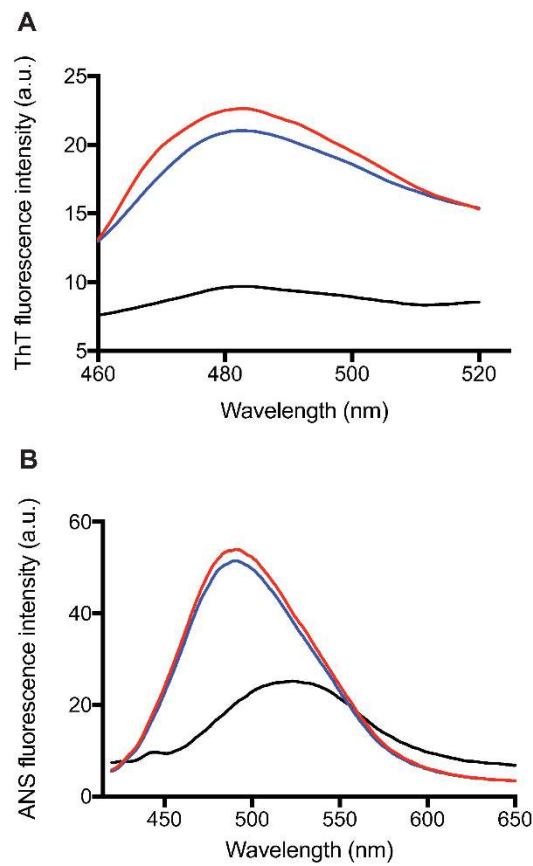 A
ThT fluorescence intensity (a.u.)
25
20
15
10
5
460 480 500 520
Wavelength (nm)
B
ANS fluorescence intensity (a.u.)
60
40
20
0
450 500 550 600 650
Wavelength (nm)